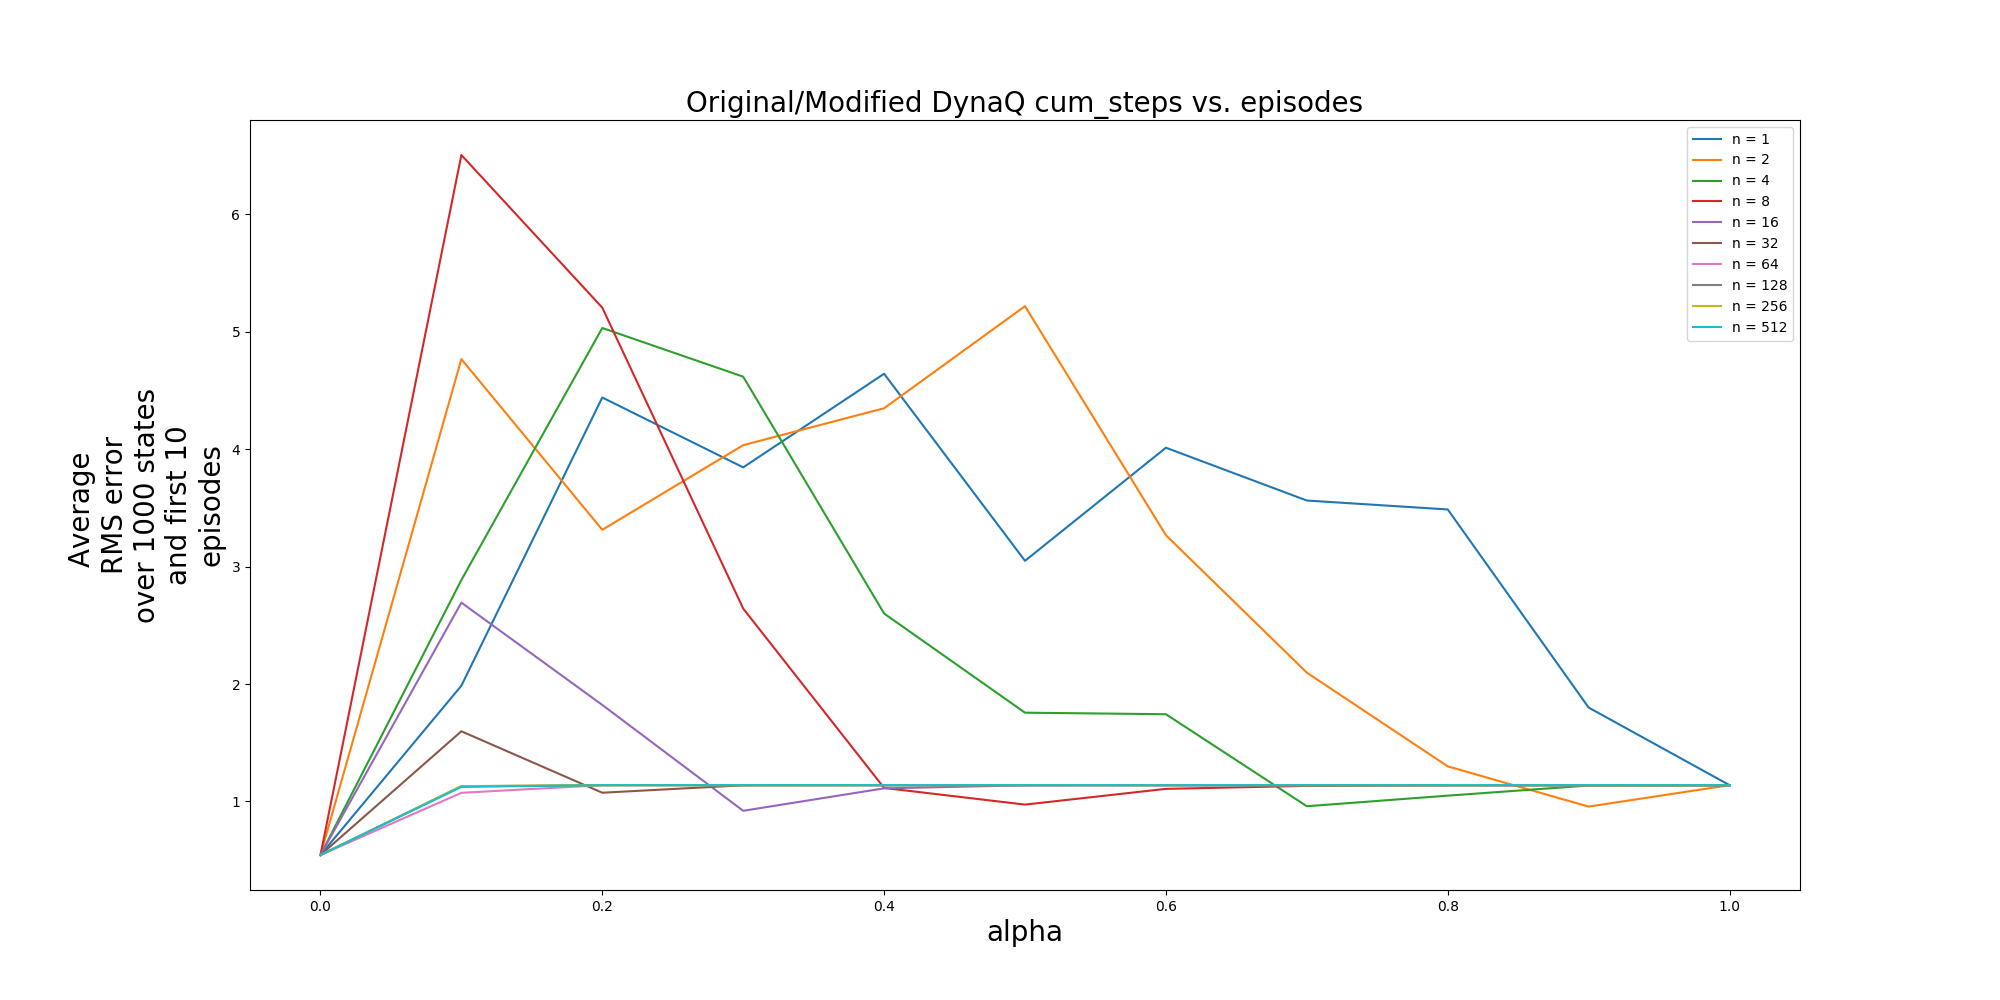 Original/Modified DynaQ cum_steps vs. episodes
n = 1
n = 2
n = 4
n = 8
n = 16
n = 32
n = 64
n = 128
n = 256
n = 512
Average
RMS error
over 1000 states
and first 10
episodes
6
5
4
3
2
1
0.0
0.2
0.4
0.6
0.8
1.0
alpha